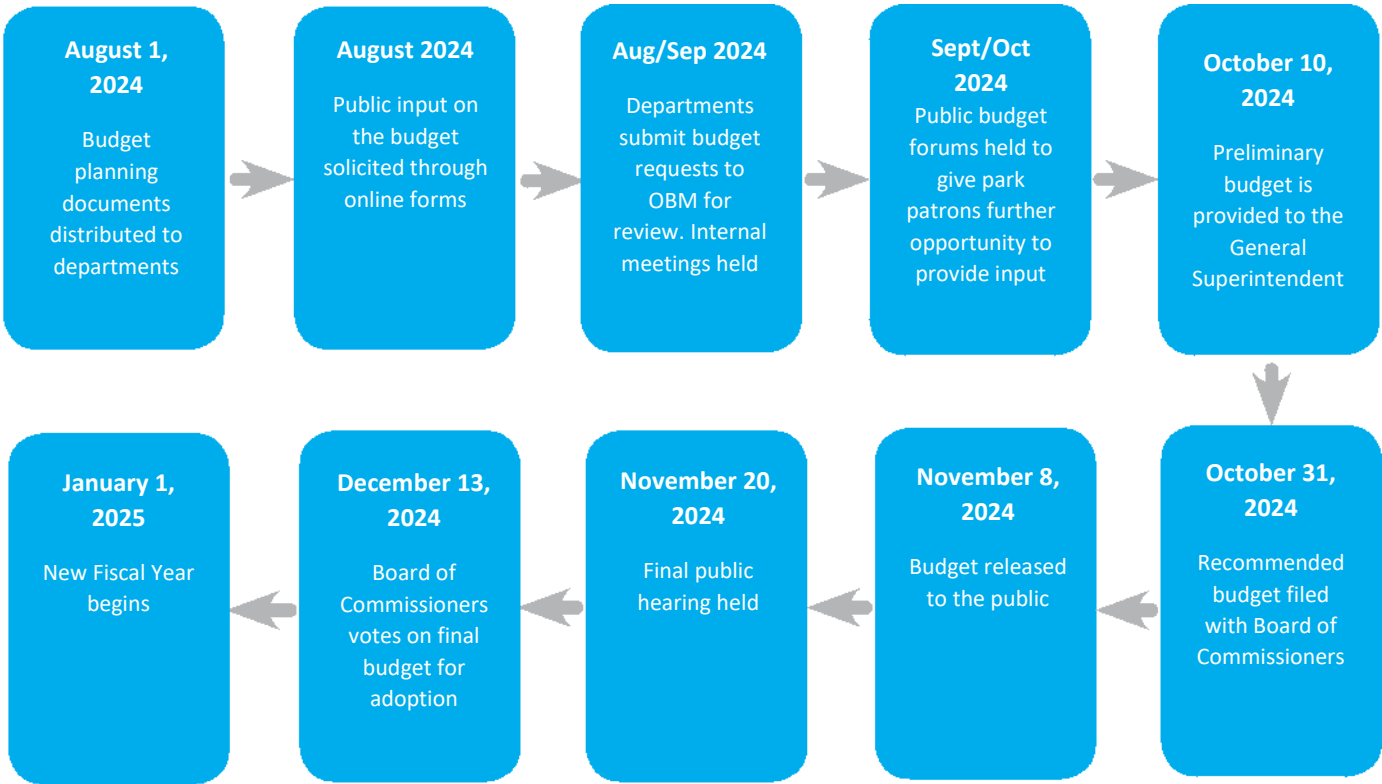 August 1,
2024
Budget
planning
documents
distributed to
departments
August 2024
Public input on
the budget
solicited through
online forms
Aug/Sep 2024
Departments
submit budget
requests to
OBM for
review. Internal
meetings held
Sept/Oct
2024
Public budget
forums held to
give park
patrons further
opportunity to
provide input
October 10,
2024
Preliminary
budget is
provided to the
General
Superintendent
October 31,
2024
Recommended
budget filed
with Board of
Commissioners
November 8,
2024
Budget released
to the public
November 20,
2024
Final public
hearing held
December 13,
2024
Board of
Commissioners
votes on final
budget for
adoption
January 1,
2025
New Fiscal Year
begins